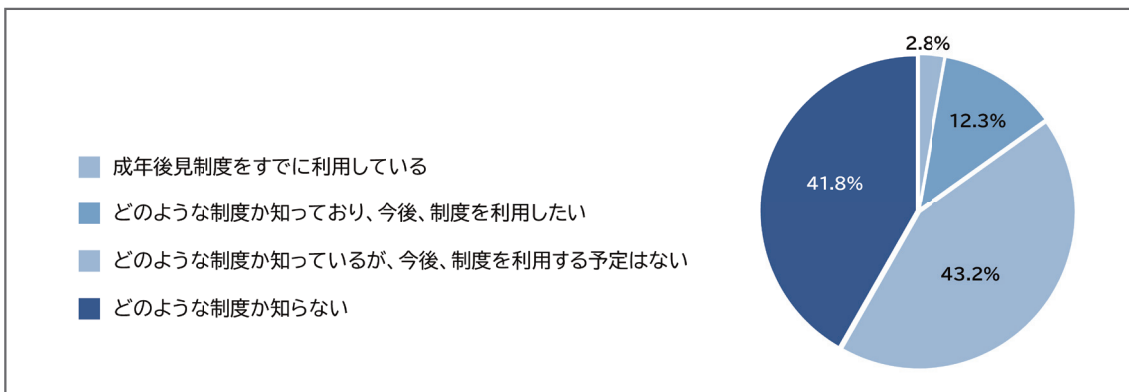 2.8%
12.3%
43.2%
41.8%
成年後見制度をすでに利用している
どのような制度か知っており、今後、制度を利用したい
どのような制度か知っているが、今後、制度を利用する予定はない
どのような制度か知らない